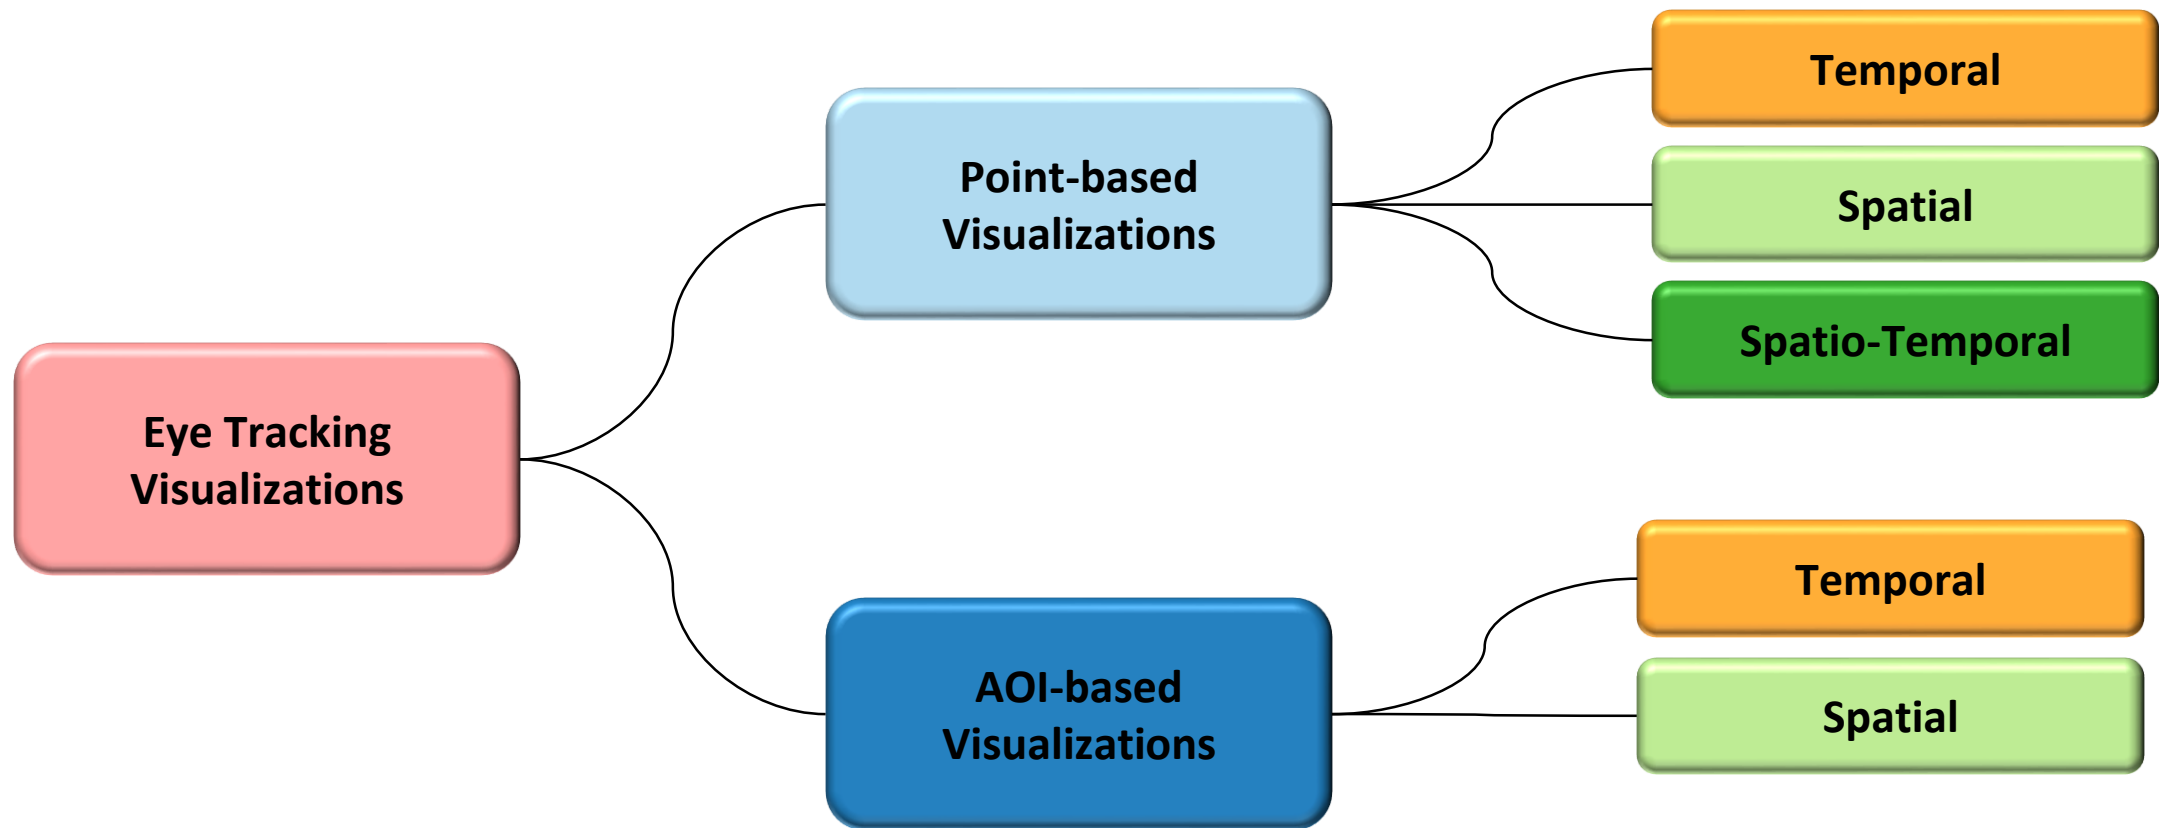 Eye Tracking
Visualizations
Point-based
Visualizations
Temporal
Spatial
Spatio-Temporal
AOI-based
Visualizations
Temporal
Spatial